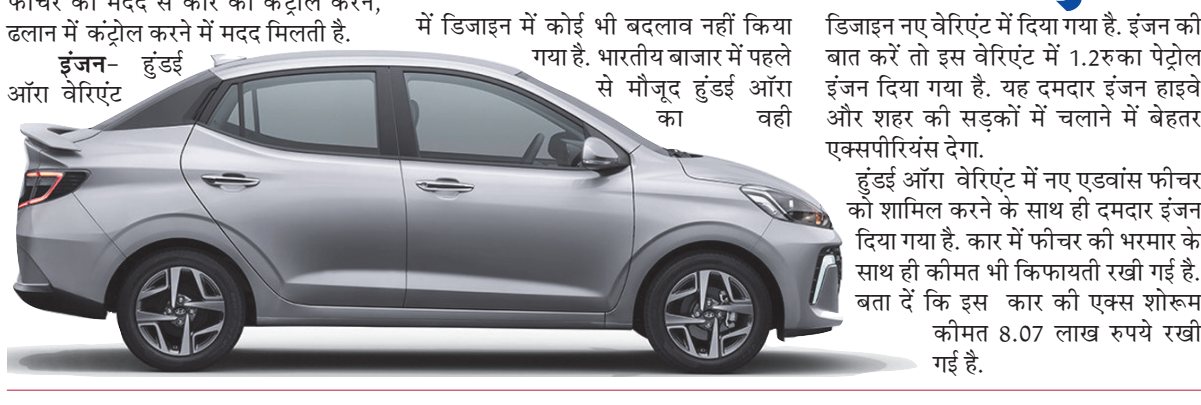 फीचर की मदद से कार को कंट्रोल करने,
ढलान में कंट्रोल करने में मदद मिलती है.
इंजन– हुंडई
ऑरा वेरिएंट
में डिजाइन में कोई भी बदलाव नहीं किया
गया है. भारतीय बाजार में पहले
से मौजूद हुंडई ऑरा
का वही
डिजाइन नए वेरिएंट में दिया गया है. इंजन की
बात करें तो इस वेरिएंट में 1.2रुका पेट्रोल
इंजन दिया गया है. यह दमदार इंजन हाइवे
और शहर की सड़कों में चलाने में बेहतर
एक्सपीरियंस देगा.
हुंडई ऑरा वेरिएंट में नए एडवांस फीचर
को शामिल करने के साथ ही दमदार इंजन
दिया गया है. कार में फीचर की भरमार के
साथ ही कीमत भी किफायती रखी गई है.
बता दें कि इस कार की एक्स शोरूम
कीमत 8.07 लाख रुपये रखी
गई है.